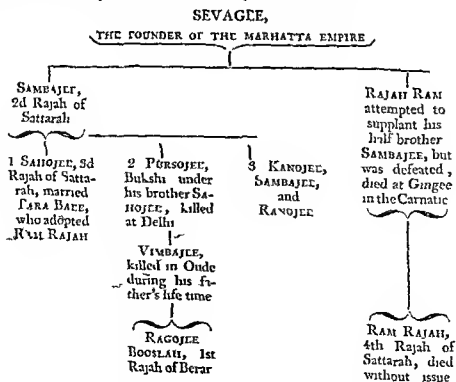 SEVAGEE,
THE FOUNDER OF THE MARHATTA EMPIRE
SAMBAJEE,
2d Rajah of
Sattarah
RAJAH RAM
attempted to
supplant his
half brother
SAMBAJEE, but
was defeated,
died at Gingee
in the Carnatic
1 SAHOJEE, 3d
Rajah of Satta-
rah, married
TARA BAEE,
who adopted
RAM RAJAH
2 PURSOJEE,
Bukshi under
his brother SA-
HOJEE, killed
at Delhi
3 KANOJEE,
SAMBAJEE,
and
RANOJEE
VIMBAJEE,
killed in Oude
during his fa-
ther's life time
RAGOJEE
BOOSLAH, 1st
Rajah of Berar
RAM RAJAH,
4th Rajah of
Sattarah, died
without issue